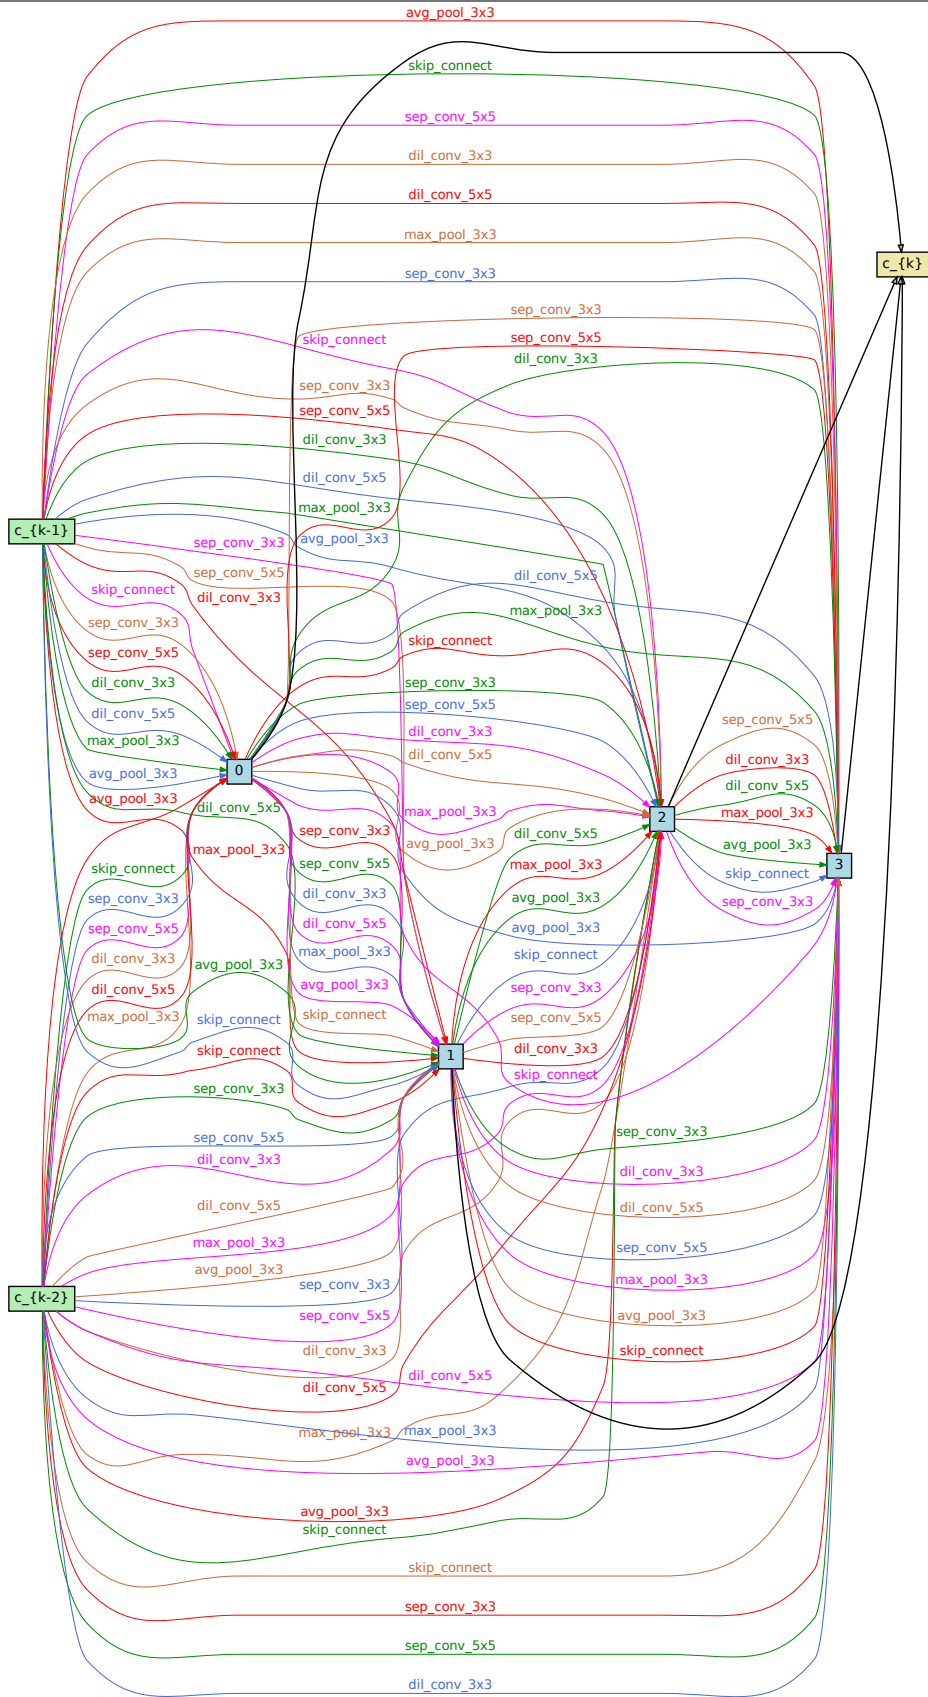 avg_pool_3x3
skip_connect
sep_conv_5x5
dil_conv_3x3
dil_conv_5x5
max_pool_3x3
c_{k}
sep_conv_3x3
sep_conv_3x3
skip_connect
sep_conv_5x5
dil_conv_3x3
sep_conv_3x3
sep_conv_5x5
dil_conv_3x3
dil_conv_5x5
max_pool_3x3
c_{k-1}
sep_conv_3x3
avg_pool_3x3
sep_conv_5x5
dil_conv_5x5
skip_connect
dil_conv_3x3
max_pool_3x3
sep_conv_3x3
skip_connect
sep_conv_5x5
dil_conv_3x3
sep_conv_3x3
dil_conv_5x5
sep_conv_5x5
sep_conv_5x5
max_pool_3x3
dil_conv_3x3
dil_conv_5x5
dil_conv_3x3
avg_pool_3x3
0
dil_conv_5x5
avg_pool_3x3
dil_conv_5x5
max_pool_3x3
max_pool_3x3
2
sep_conv_3x3
dil_conv_5x5
max_pool_3x3
avg_pool_3x3
avg_pool_3x3
skip_connect
sep_conv_5x5
max_pool_3x3
3
skip_connect
sep_conv_3x3
dil_conv_3x3
avg_pool_3x3
sep_conv_3x3
sep_conv_5x5
dil_conv_5x5
avg_pool_3x3
dil_conv_3x3
max_pool_3x3
skip_connect
avg_pool_3x3
dil_conv_5x5
avg_pool_3x3
sep_conv_3x3
max_pool_3x3
skip_connect
skip_connect
sep_conv_5x5
skip_connect
1
dil_conv_3x3
skip_connect
sep_conv_3x3
sep_conv_5x5
sep_conv_3x3
dil_conv_3x3
dil_conv_3x3
dil_conv_5x5
dil_conv_5x5
max_pool_3x3
sep_conv_5x5
avg_pool_3x3
sep_conv_3x3
max_pool_3x3
c_{k-2}
sep_conv_5x5
avg_pool_3x3
dil_conv_3x3
skip_connect
dil_conv_5x5
dil_conv_5x5
max_pool_3x3
max_pool_3x3
avg_pool_3x3
avg_pool_3x3
skip_connect
skip_connect
sep_conv_3x3
sep_conv_5x5
dil_conv_3x3